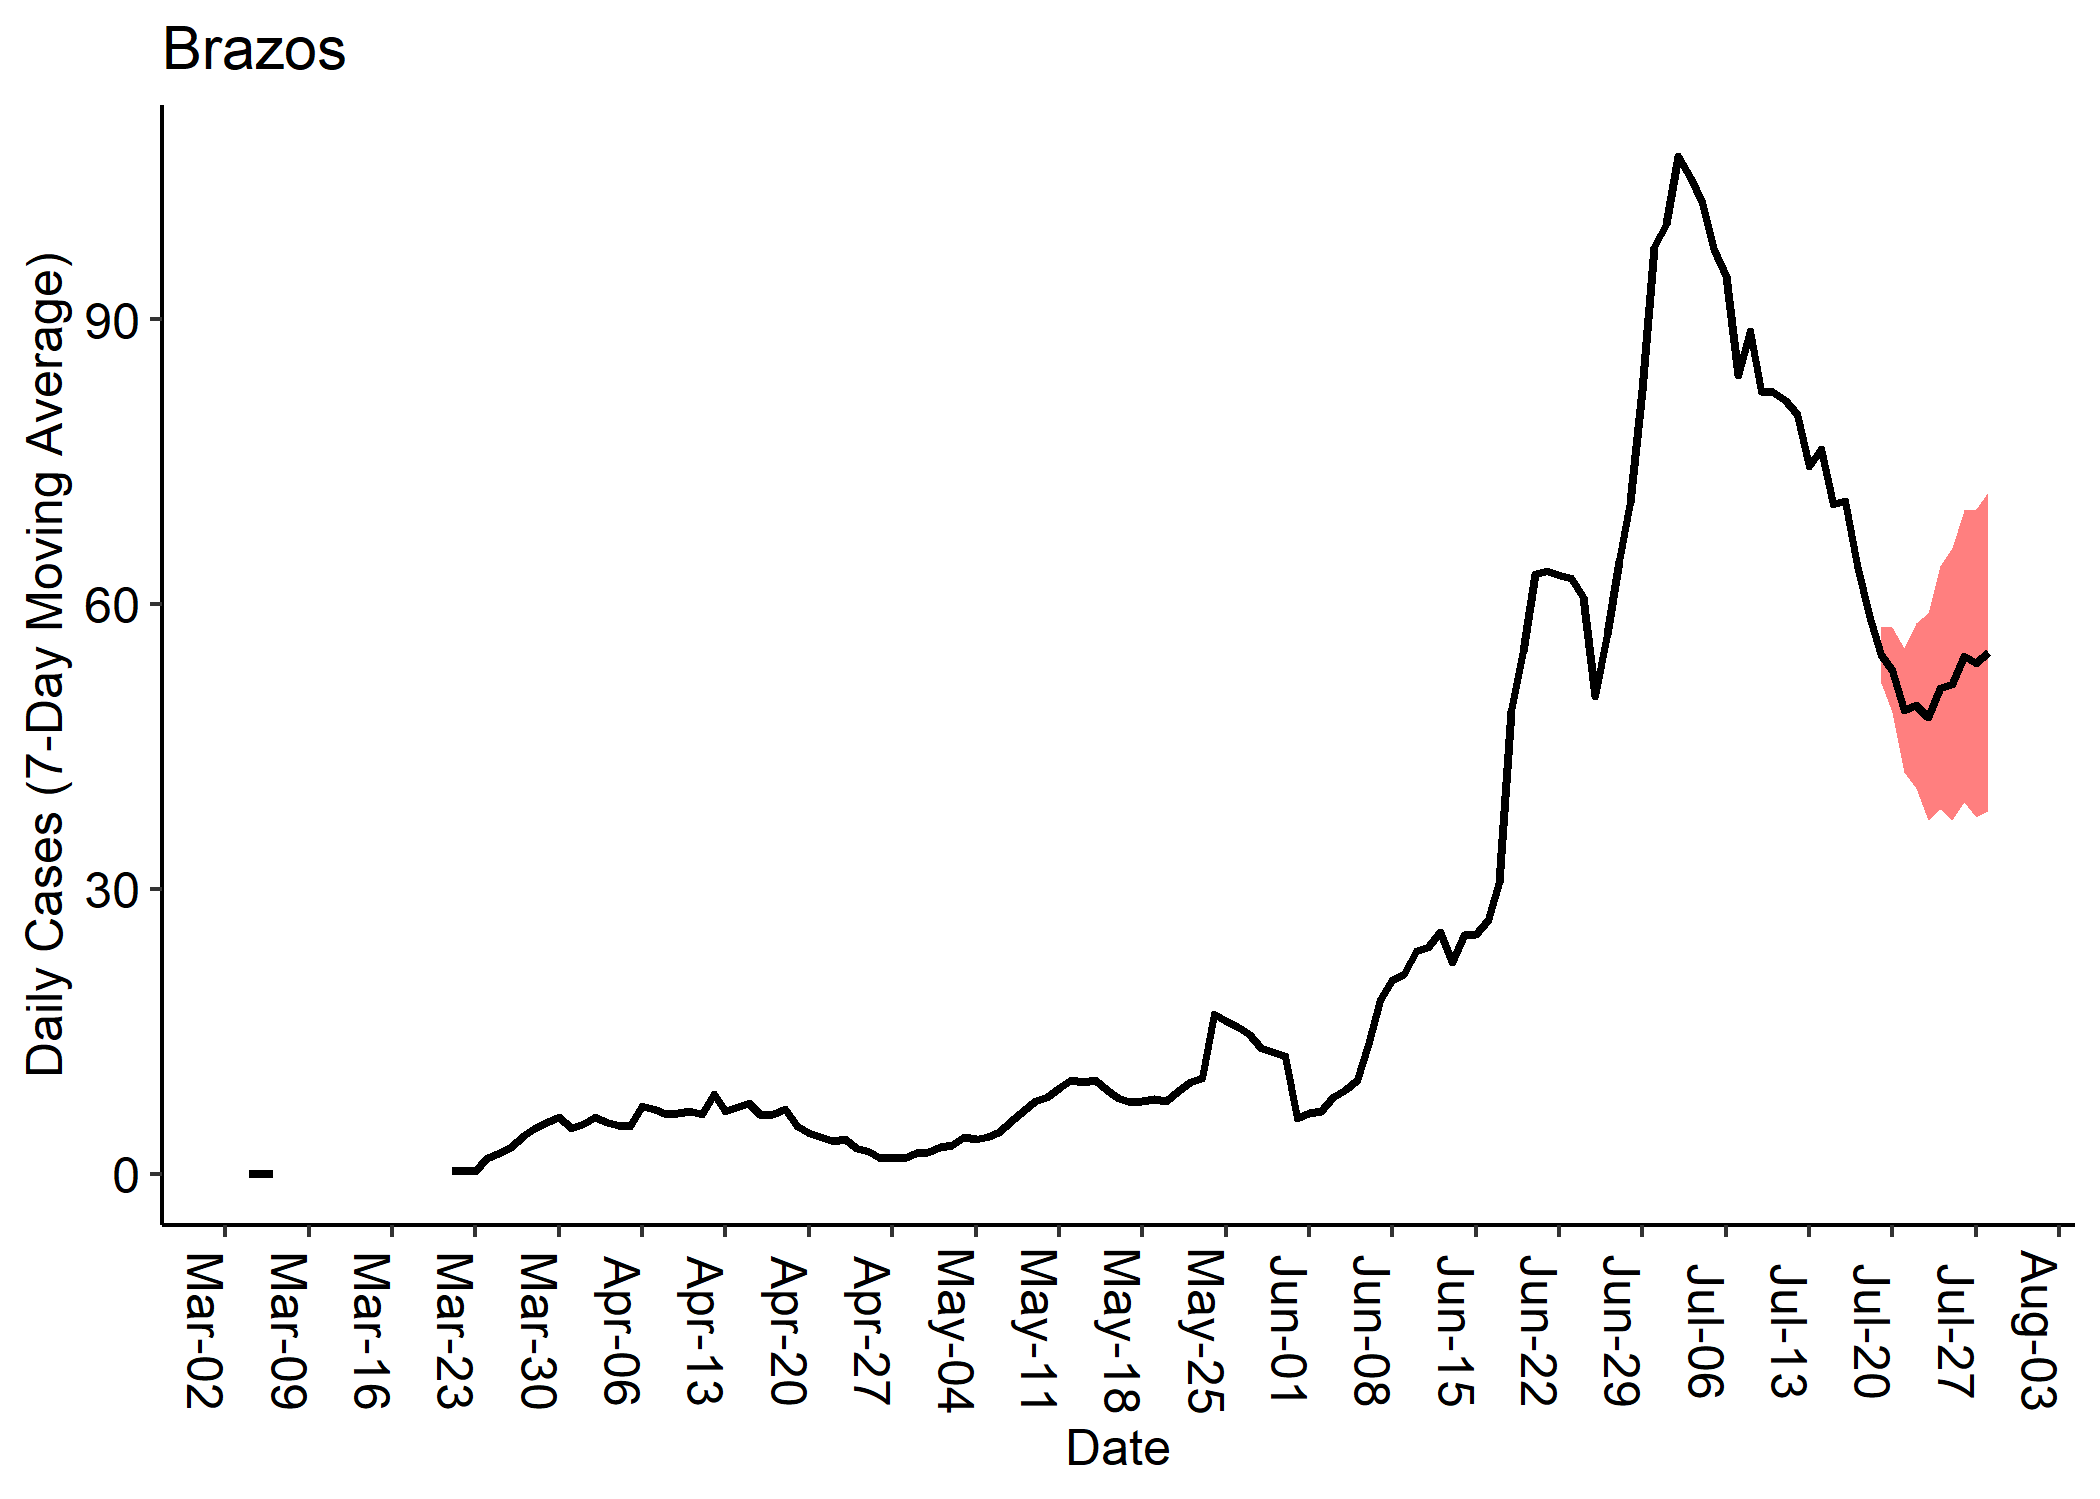 Brazos
Daily Cases (7-Day Moving Average)
90
60
30
0
Mar-02
Mar-09
Mar-16
Mar-23
Mar-30
Apr-06
Apr-13
Apr-20
Apr-27
May-04
May-11
May-18
May-25
Jun-01
Jun-08
Jun-15
Jun-22
Jun-29
Jul-06
Jul-13
Jul-20
Jul-27
Aug-03
Date